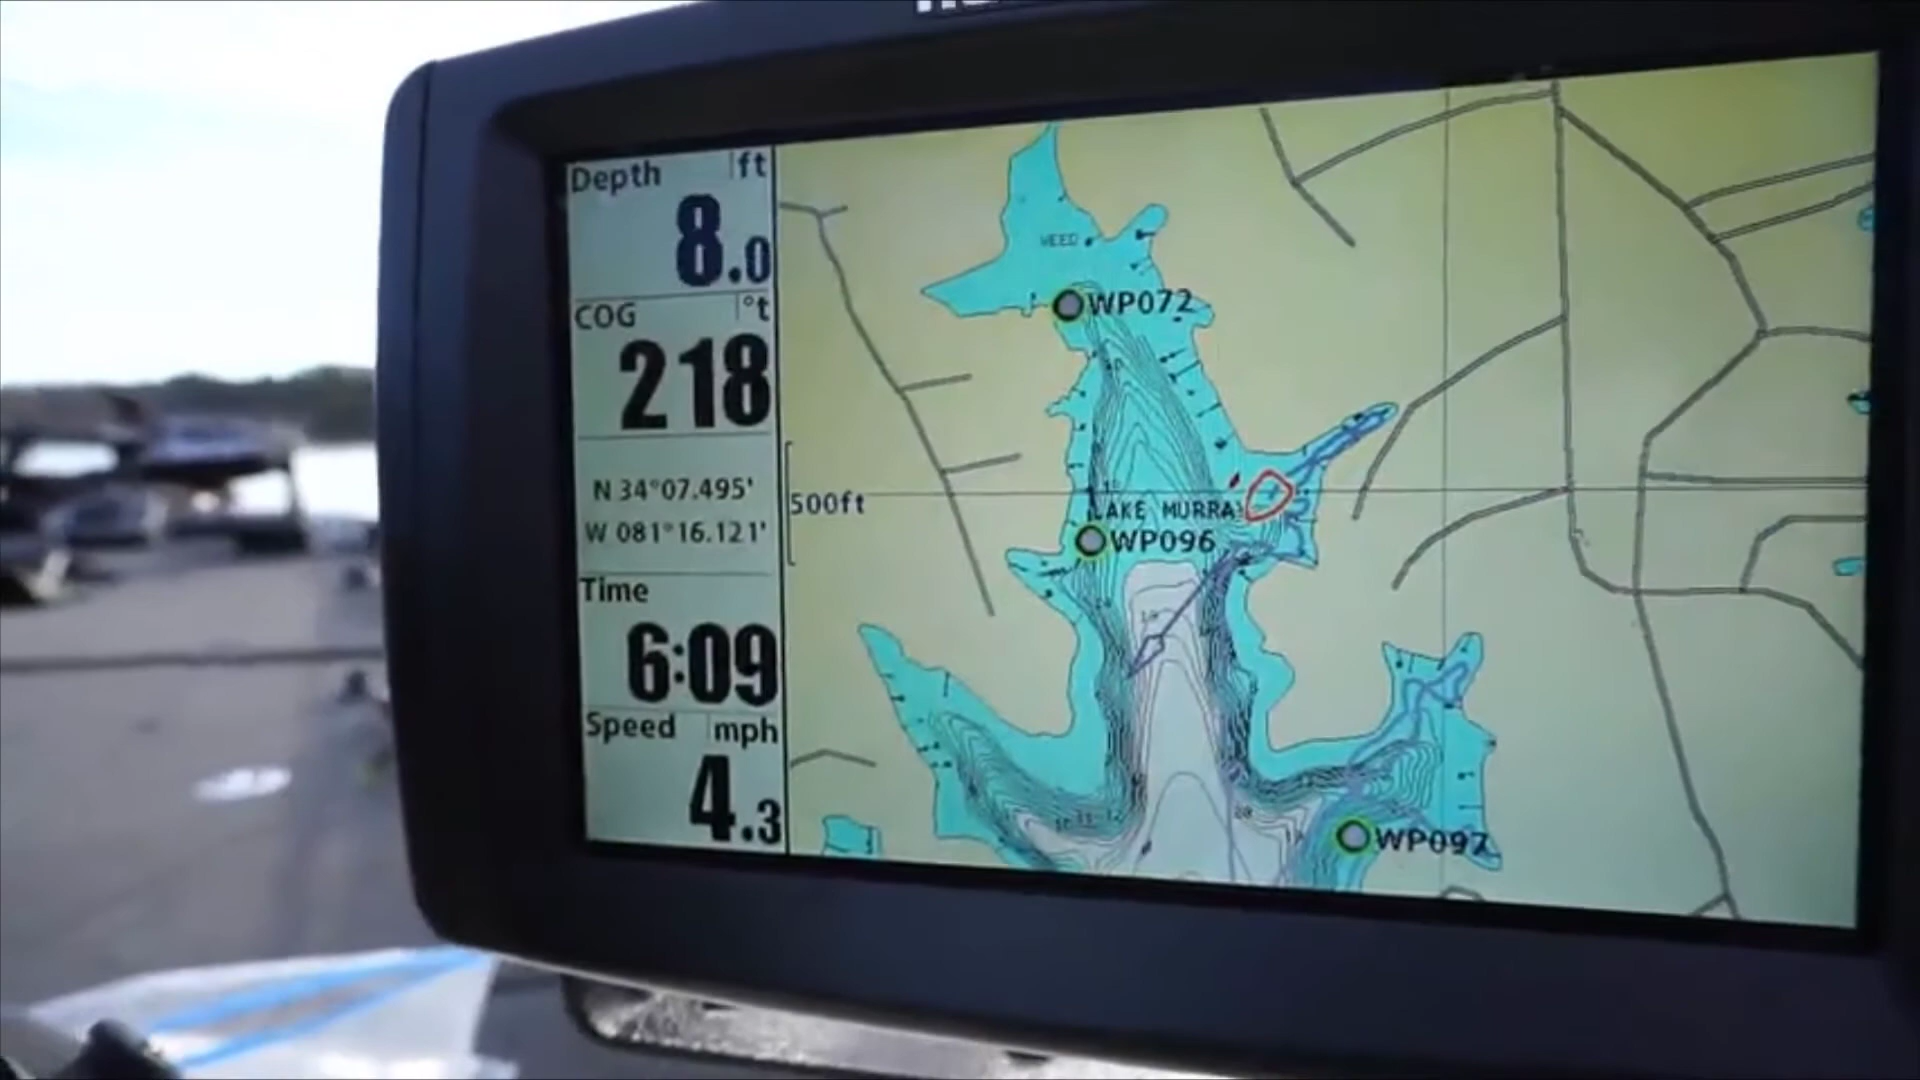 Depth ft
8.0
COG °t
218
N 34°07.495'
W 081°16.121'
Time
6:09
Speed mph
4.3
500ft
WEED
WP072
LAKE MURRAY
WP096
WP097